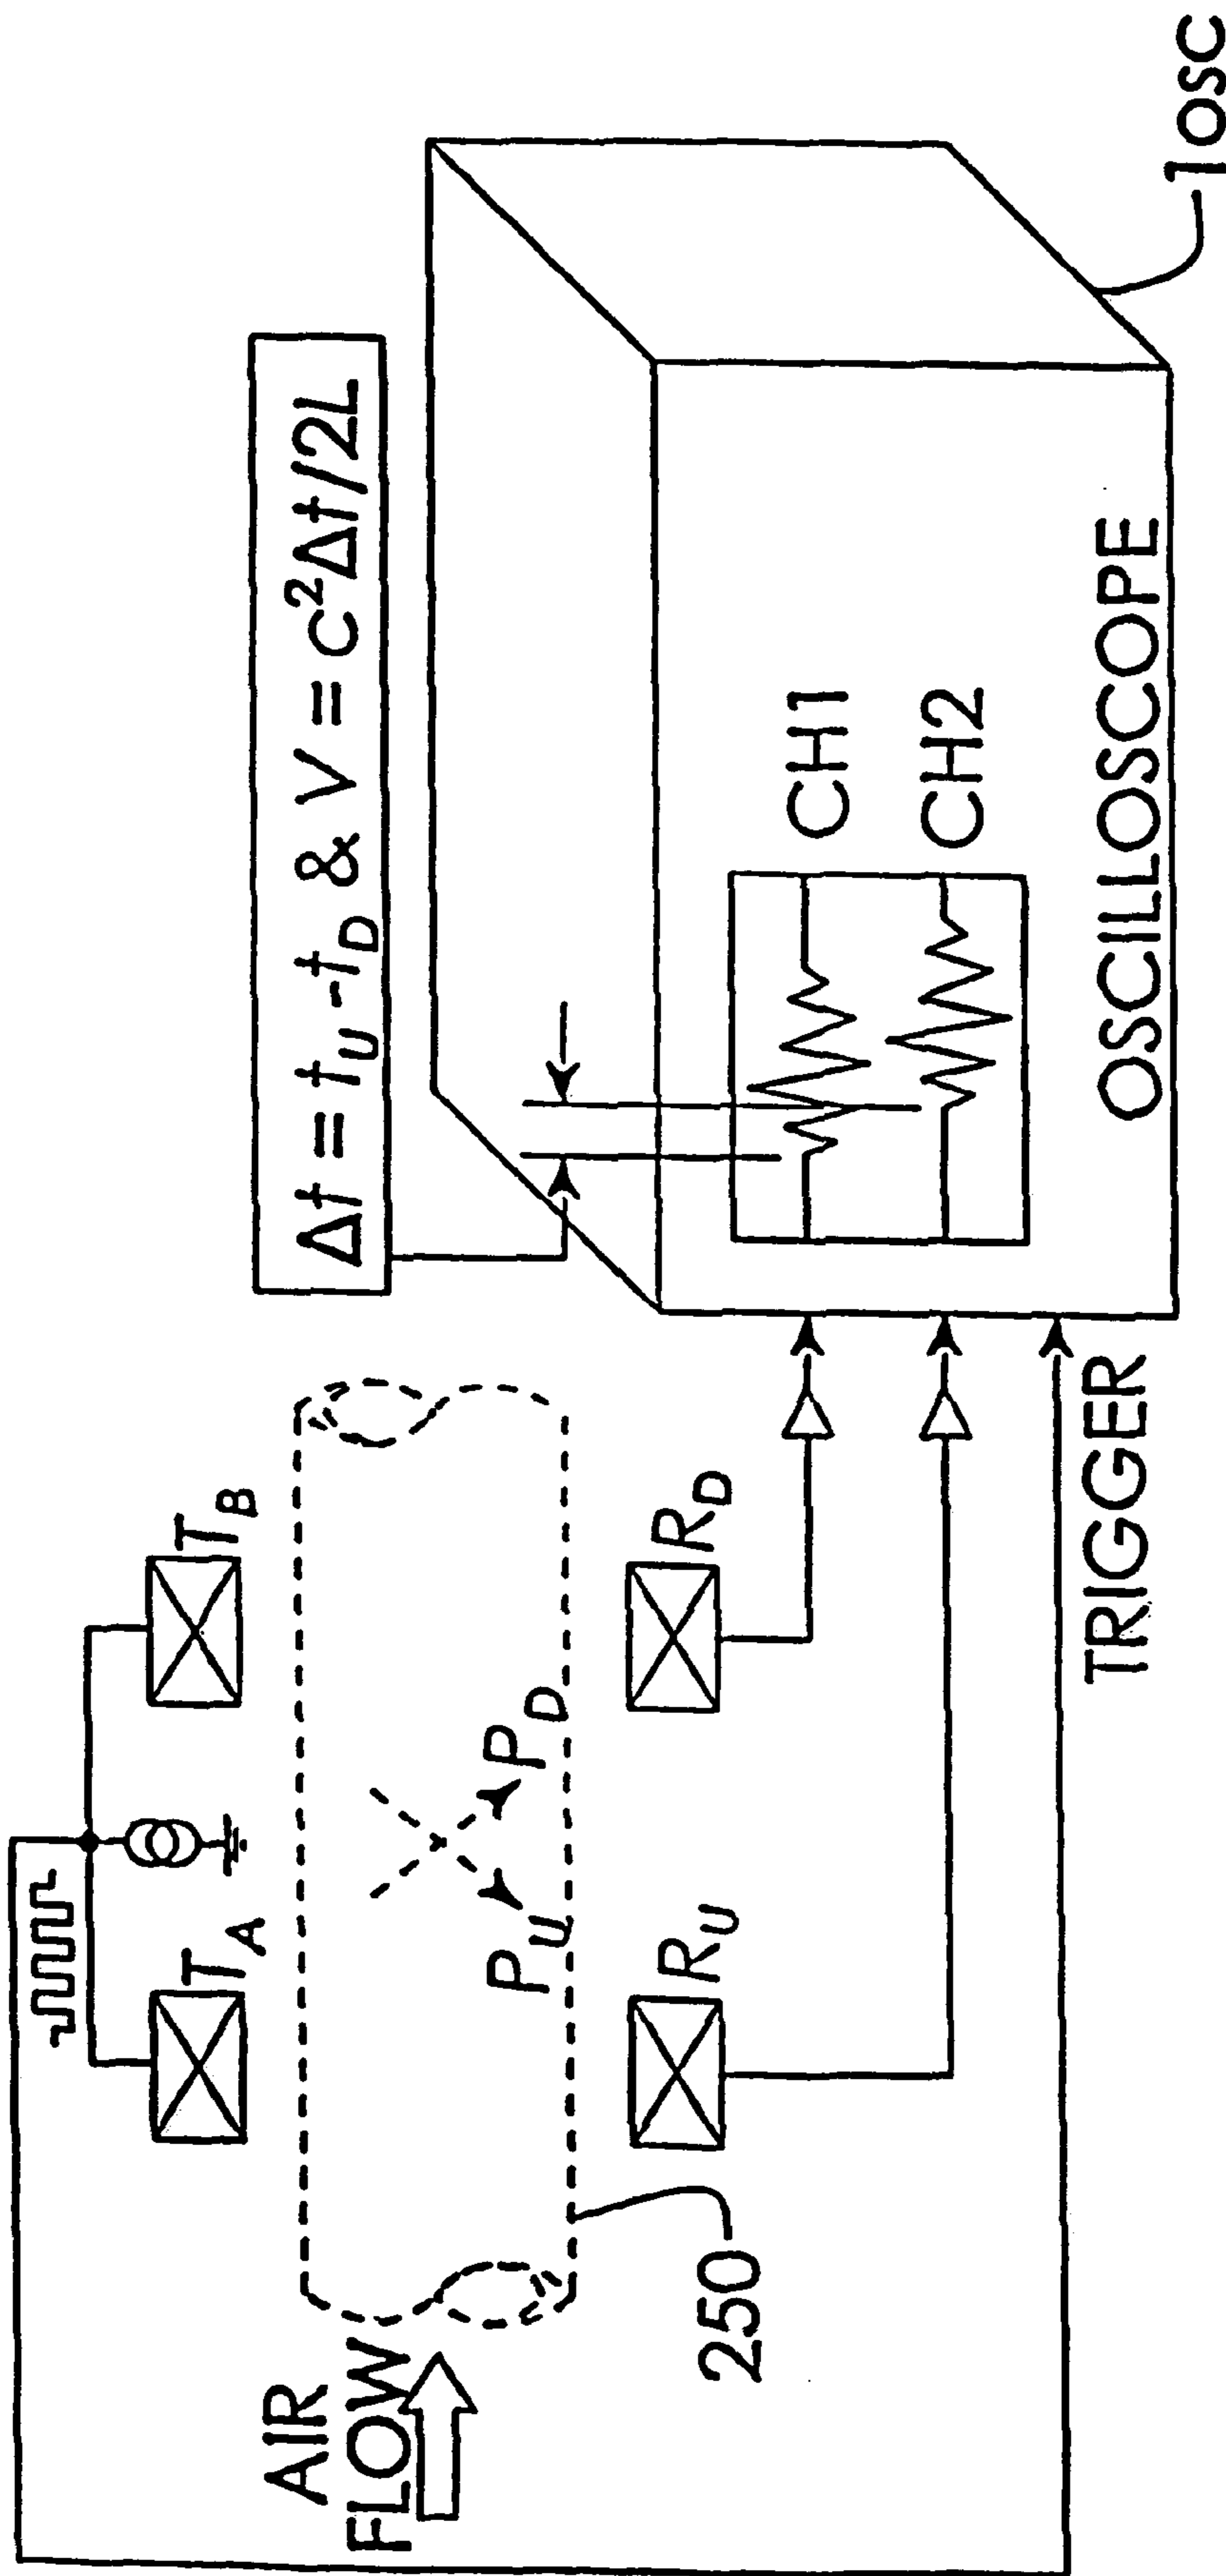 Δt = t_U - t_D & V = c²Δt/2L
T_A
T_B
AIR
FLOW
P_U
P_D
250
R_U
R_D
CH1
CH2
OSCILLOSCOPE
TRIGGER
1osc